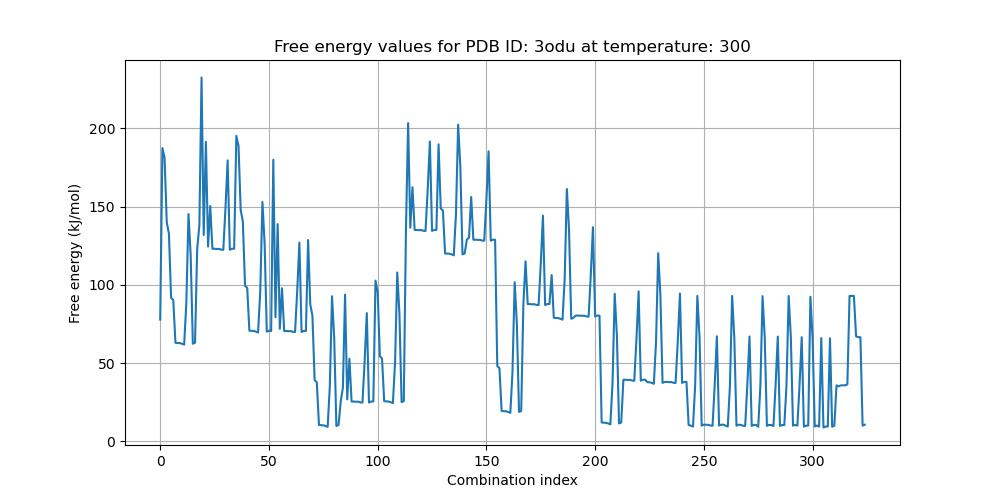 Free energy values for PDB ID: 3odu at temperature: 300
Free energy (kJ/mol)
200
150
100
50
0
0 50 100 150 200 250 300
Combination index